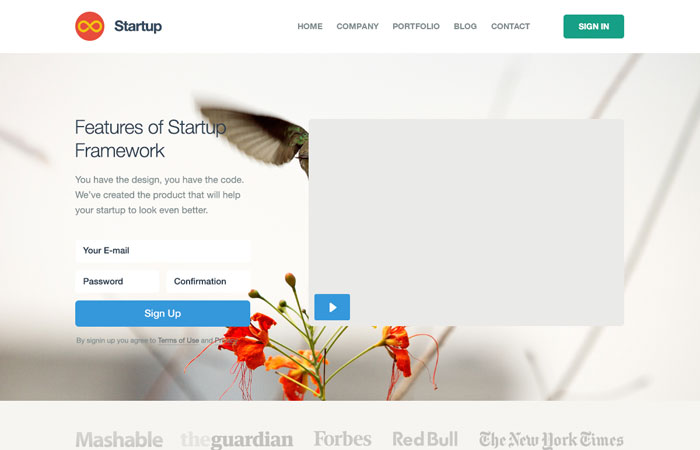 Startup
HOME COMPANY PORTFOLIO BLOG CONTACT
SIGN IN
Features of Startup
Framework
You have the design, you have the code.
We've created the product that will help
your startup to look even better.
Your E-mail
Password Confirmation
Sign Up
By signin up you agree to Terms of Use and
Mashable theguardian Forbes Red Bull The New York Times